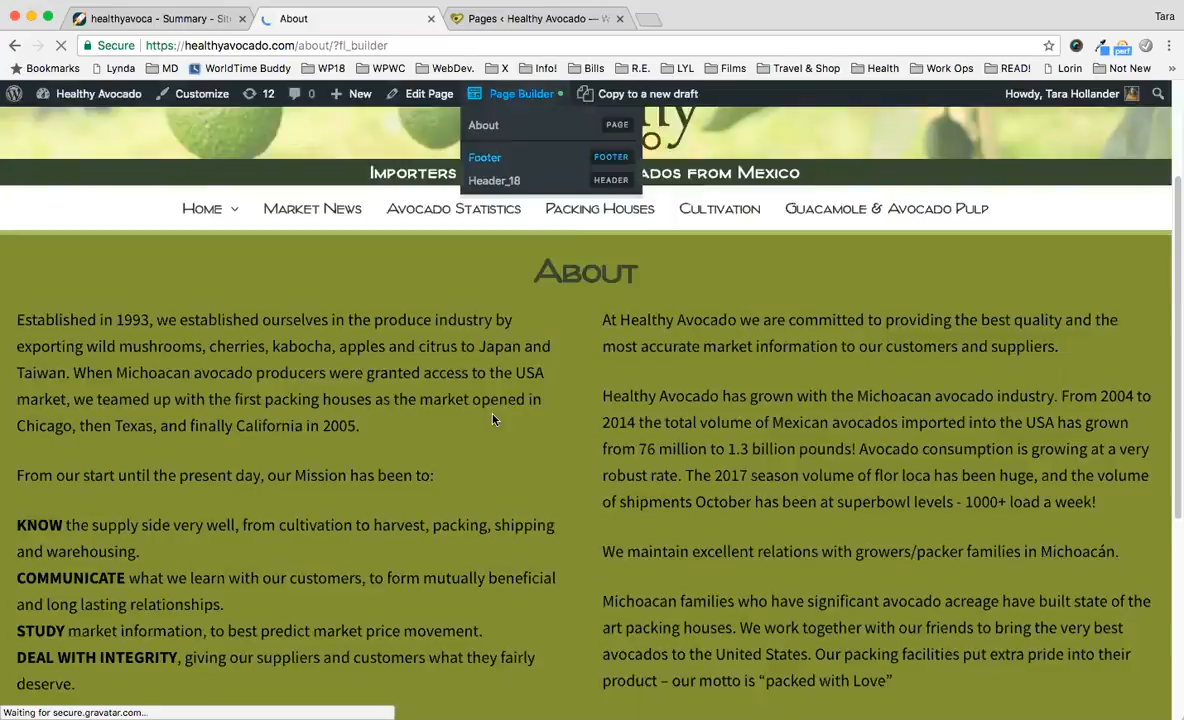 healthyavoca - Summary - Sit
About
Pages ‹ Healthy Avocado — W
Tara
Secure https://healthyavocado.com/about/?fl_builder
perf
Bookmarks Lynda MD WorldTime Buddy WP18 WPWC WebDev. X Info! Bills R.E. LYL Films Travel & Shop Health Work Ops READ! Lorin Not New »
Healthy Avocado Customize 12 0 New Edit Page Page Builder Copy to a new draft Howdy, Tara Hollander
About PAGE
Footer FOOTER
Header_18 HEADER
Importers ados from Mexico
Home Market News Avocado Statistics Packing Houses Cultivation Guacamole & Avocado Pulp
About
Established in 1993, we established ourselves in the produce industry by
exporting wild mushrooms, cherries, kabocha, apples and citrus to Japan and
Taiwan. When Michoacan avocado producers were granted access to the USA
market, we teamed up with the first packing houses as the market opened in
Chicago, then Texas, and finally California in 2005.
From our start until the present day, our Mission has been to:
KNOW the supply side very well, from cultivation to harvest, packing, shipping
and warehousing.
COMMUNICATE what we learn with our customers, to form mutually beneficial
and long lasting relationships.
STUDY market information, to best predict market price movement.
DEAL WITH INTEGRITY, giving our suppliers and customers what they fairly
deserve.
At Healthy Avocado we are committed to providing the best quality and the
most accurate market information to our customers and suppliers.
Healthy Avocado has grown with the Michoacan avocado industry. From 2004 to
2014 the total volume of Mexican avocados imported into the USA has grown
from 76 million to 1.3 billion pounds! Avocado consumption is growing at a very
robust rate. The 2017 season volume of flor loca has been huge, and the volume
of shipments October has been at superbowl levels - 1000+ load a week!
We maintain excellent relations with growers/packer families in Michoacán.
Michoacan families who have significant avocado acreage have built state of the
art packing houses. We work together with our friends to bring the very best
avocados to the United States. Our packing facilities put extra pride into their
product – our motto is “packed with Love”
Waiting for secure.gravatar.com...